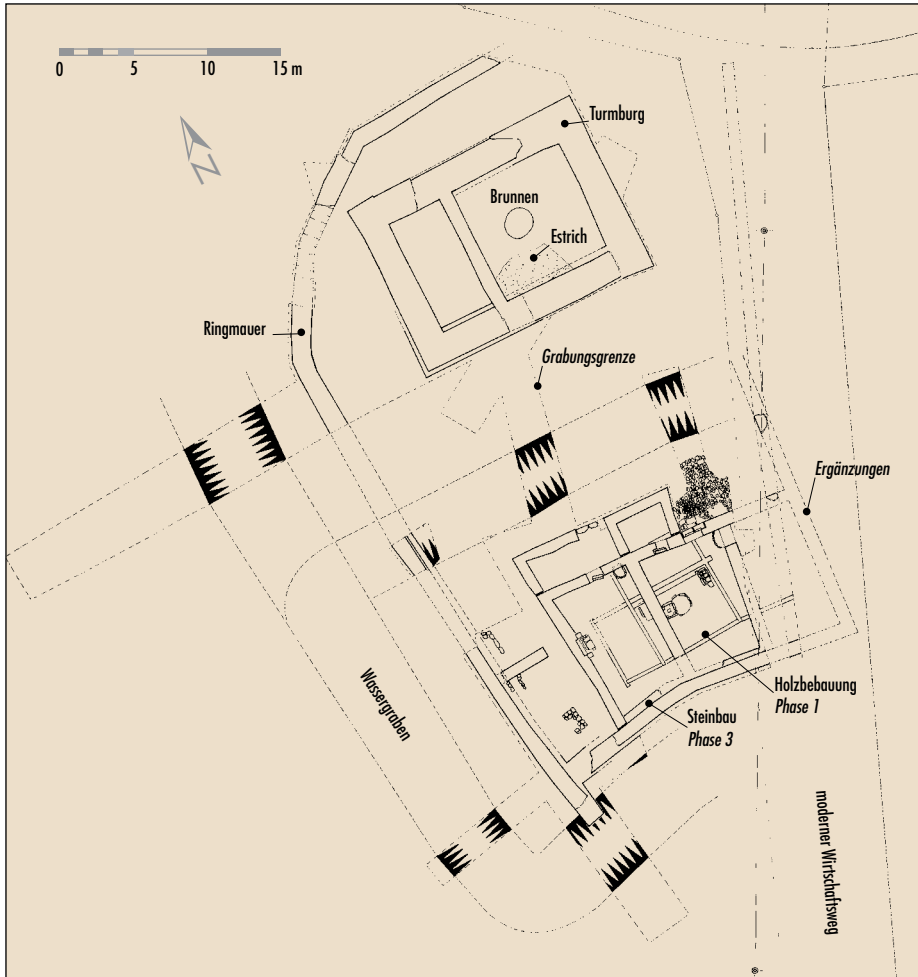 0 5 10 15 m
N
Turmburg
Brunnen
Estrich
Ringmauer
Grabungsgrenze
Ergänzungen
Wassergraben
Holzbebauung
Phase 1
Steinbau
Phase 3
moderner Wirtschaftsweg